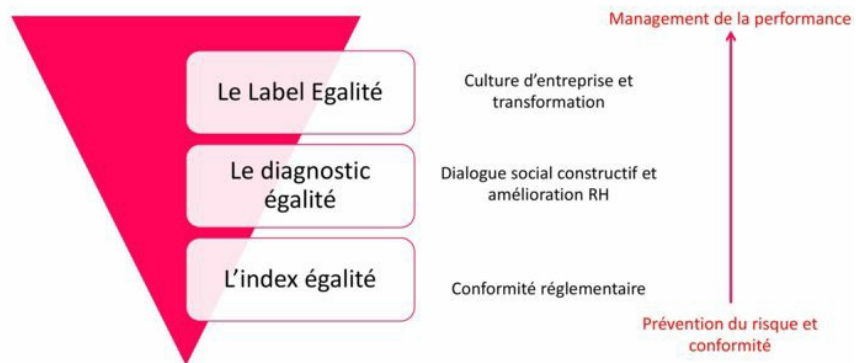 Management de la performance
Le Label Egalité
Culture d'entreprise et
transformation
Le diagnostic
égalité
Dialogue social constructif et
amélioration RH
L'index égalité
Conformité réglementaire
Prévention du risque et
conformité